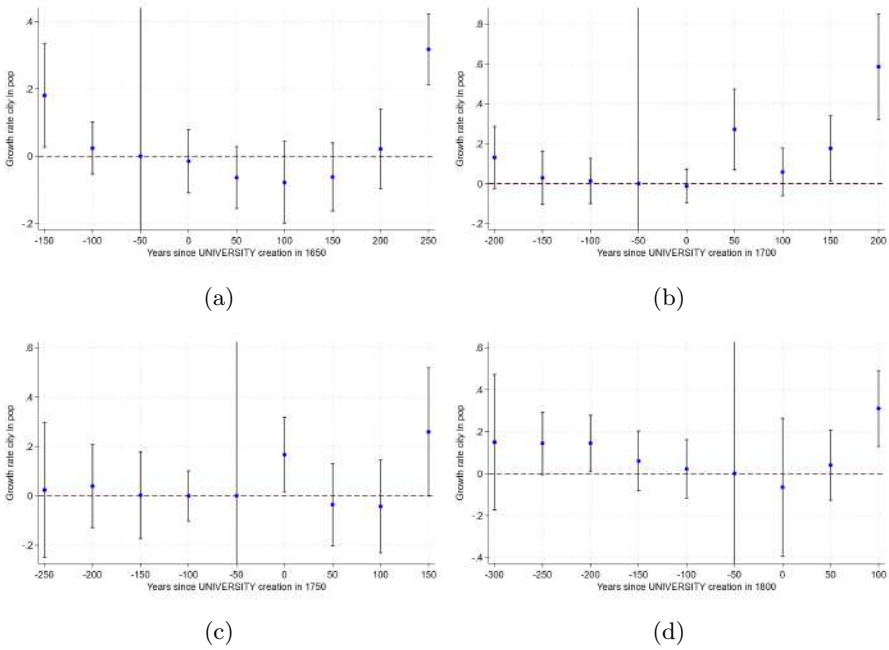 Growth rate city in pop
.4
.2
0
-.2
-150 -100 -50 0 50 100 150 200 250
Years since UNIVERSITY creation in 1650
(a)
Growth rate city in pop
.8
.6
.4
.2
0
-.2
-200 -150 -100 -50 0 50 100 150 200
Years since UNIVERSITY creation in 1700
(b)
Growth rate city in pop
.6
.4
.2
0
-.2
-250 -200 -150 -100 -50 0 50 100 150
Years since UNIVERSITY creation in 1750
(c)
Growth rate city in pop
.6
.4
.2
0
-.2
-.4
-300 -250 -200 -150 -100 -50 0 50 100
Years since UNIVERSITY creation in 1800
(d)